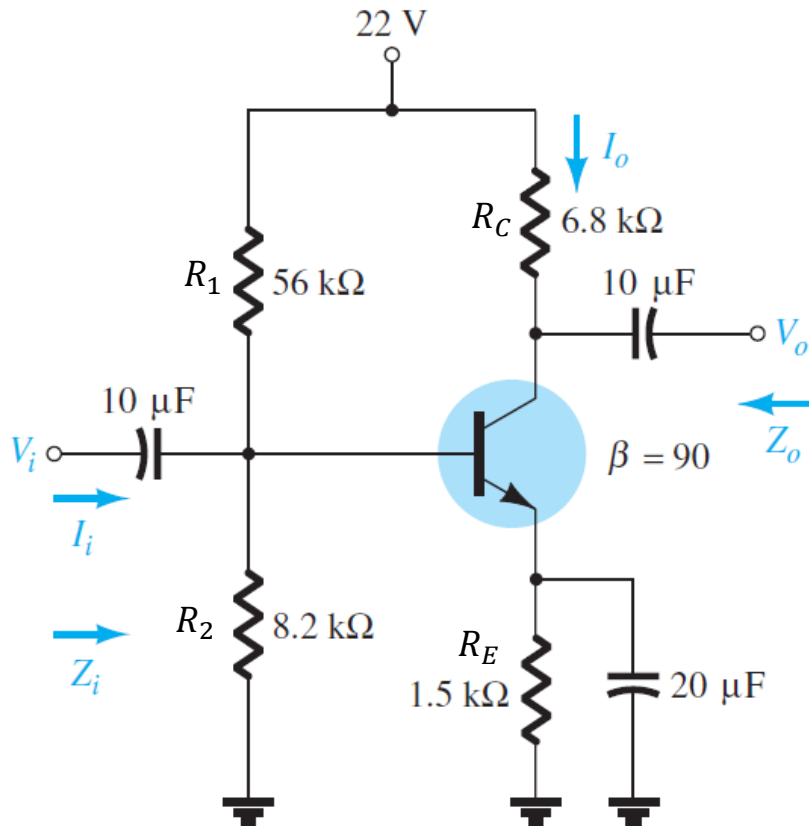 22 V
I_o
R_C 6.8 kΩ
R_1 56 kΩ
10 μF
V_o
10 μF
V_i
β = 90
Z_o
I_i
R_2 8.2 kΩ
Z_i
R_E
1.5 kΩ
20 μF